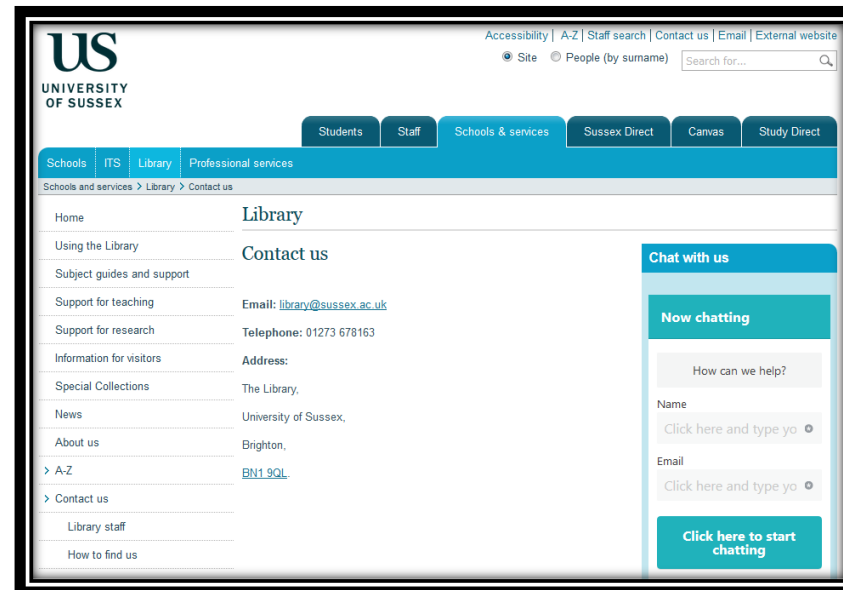 US
UNIVERSITY
OF SUSSEX
Accessibility | A-Z | Staff search | Contact us | Email | External website
Site People (by surname) Search for...
Students Staff Schools & services Sussex Direct Canvas Study Direct
Schools ITS Library Professional services
Schools and services > Library > Contact us
Home
Using the Library
Subject guides and support
Support for teaching
Support for research
Information for visitors
Special Collections
News
About us
> A-Z
> Contact us
Library staff
How to find us
Library
Contact us
Email: library@sussex.ac.uk
Telephone: 01273 678163
Address:
The Library,
University of Sussex,
Brighton,
BN1 9QL.
Chat with us
Now chatting
How can we help?
Name
Click here and type yo
Email
Click here and type yo
Click here to start
chatting